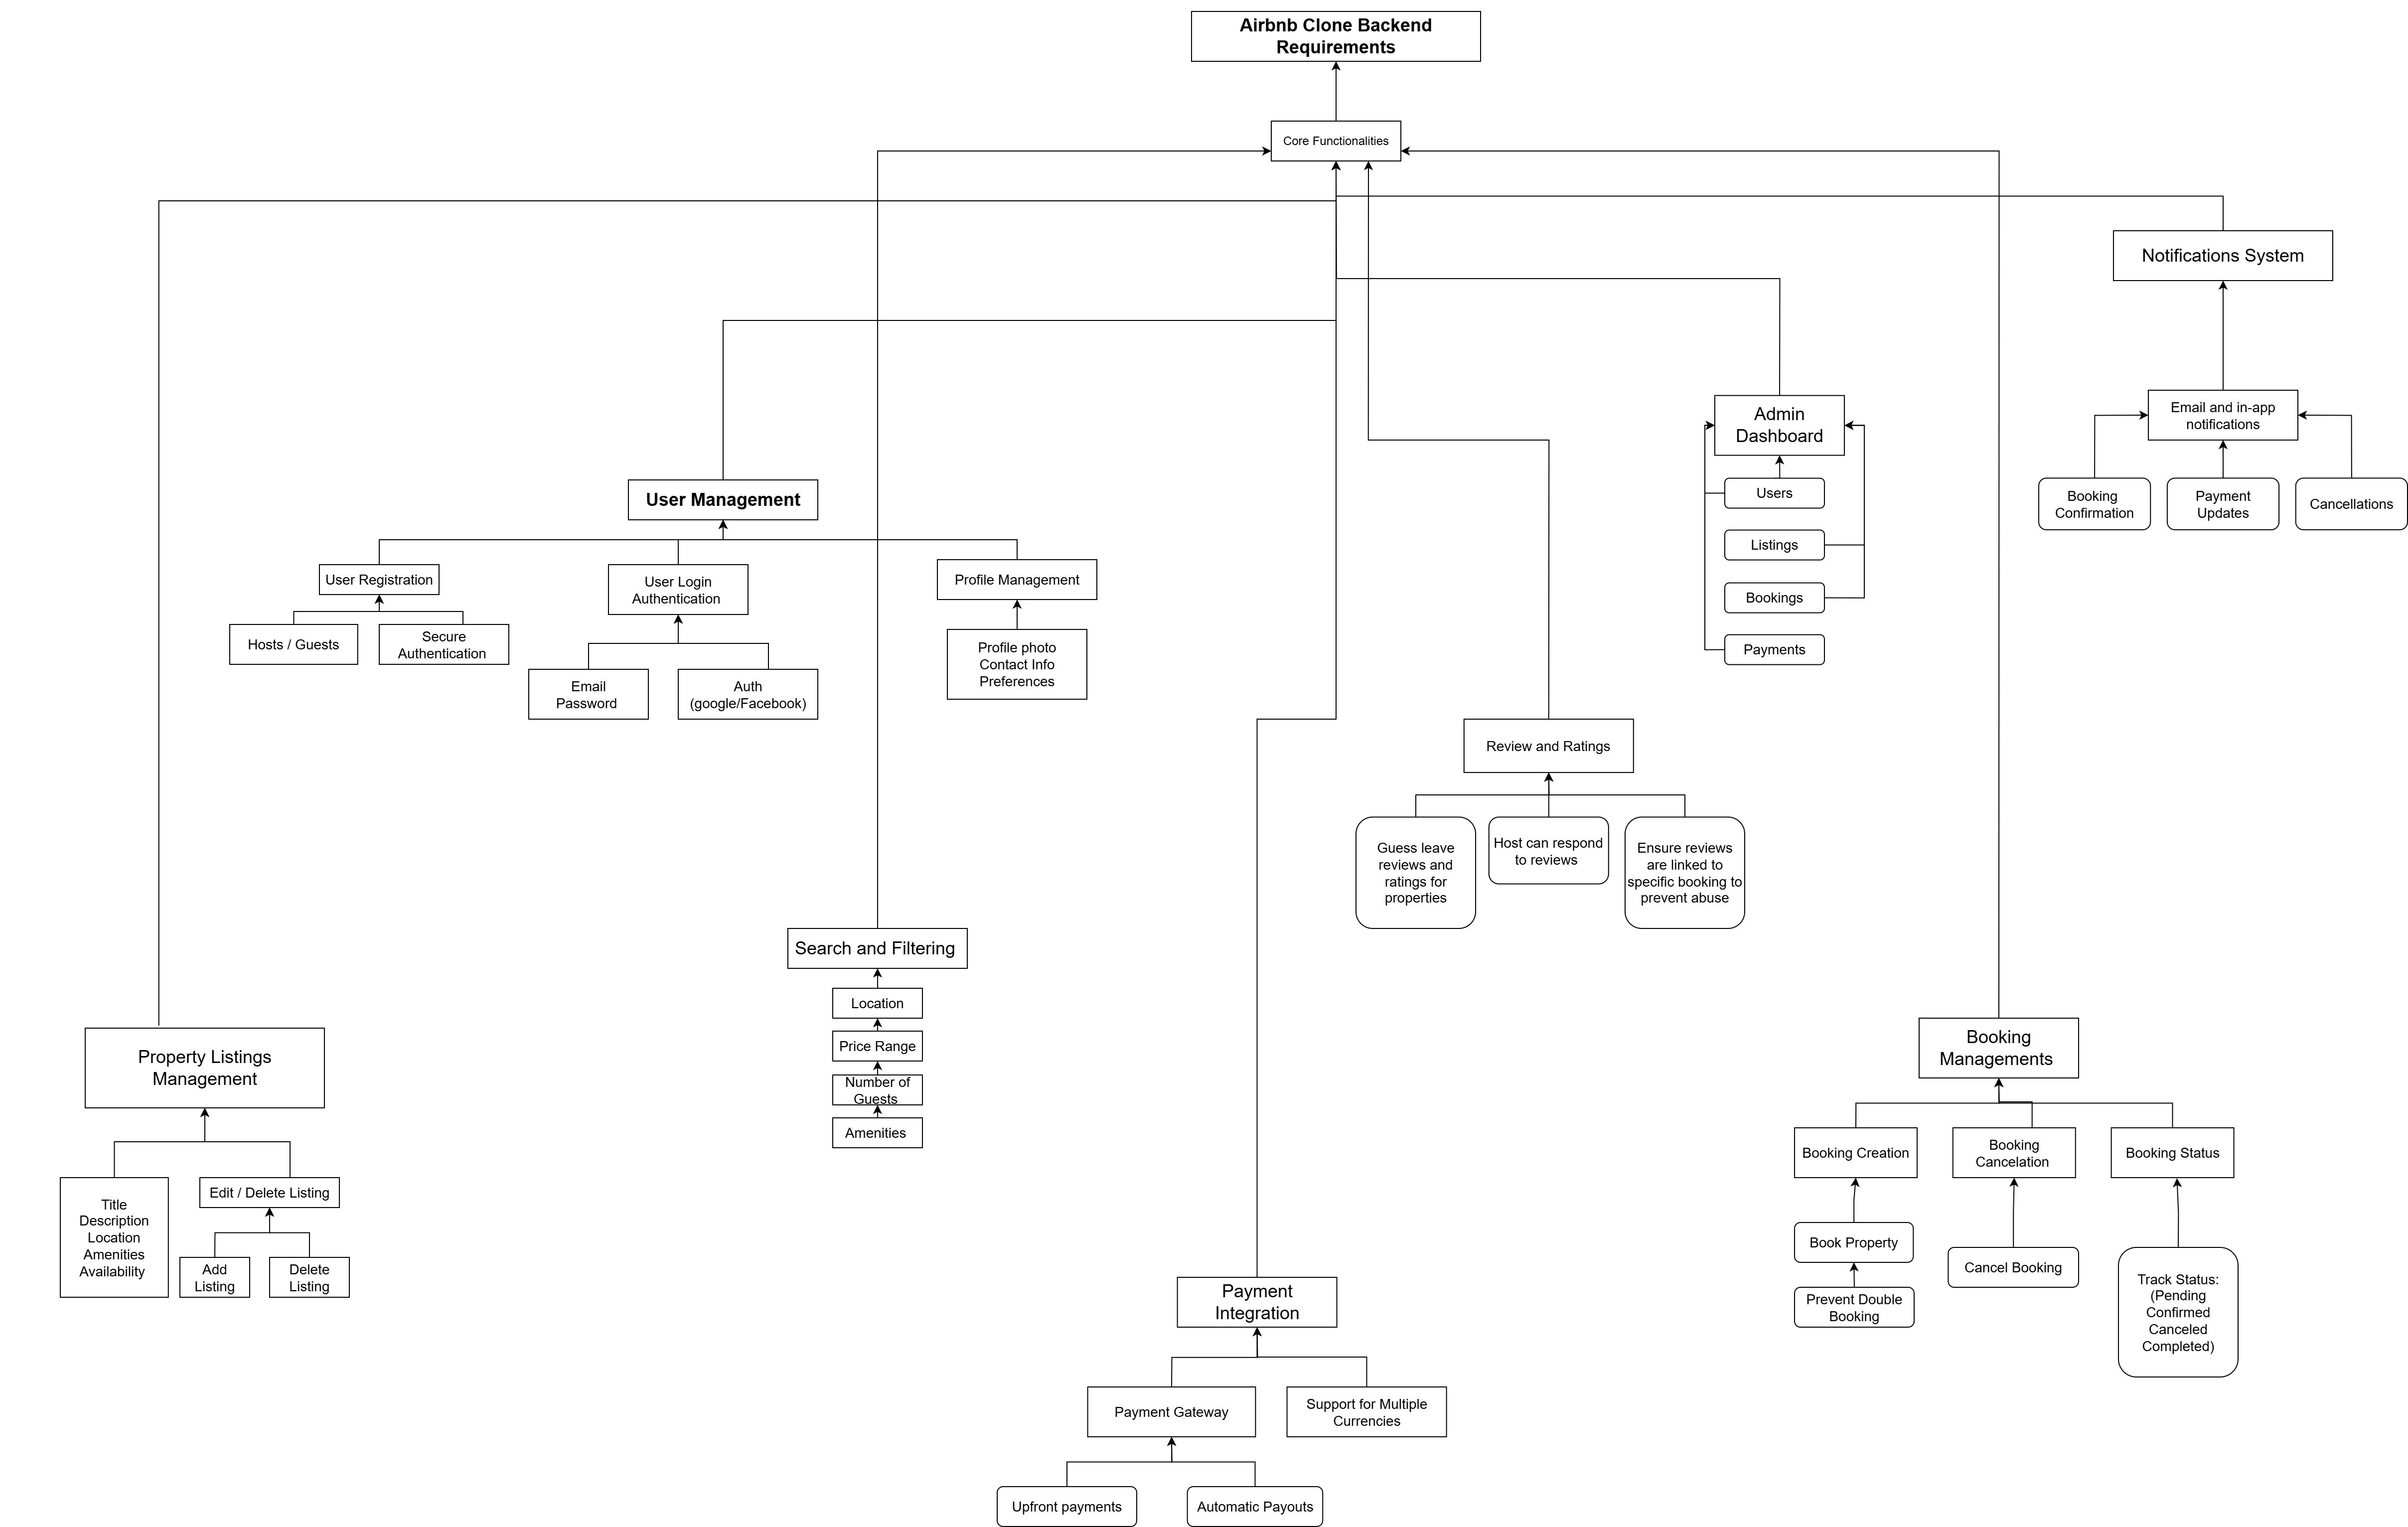 Airbnb Clone Backend
Requirements
Core Functionalities
Notifications System
Email and in-app
notifications
Booking
Confirmation
Payment
Updates
Cancellations
Admin
Dashboard
Users
Listings
Bookings
Payments
User Management
User Registration
Hosts / Guests
Secure
Authentication
User Login
Authentication
Email
Password
Auth
(google/Facebook)
Profile Management
Profile photo
Contact Info
Preferences
Review and Ratings
Guess leave
reviews and
ratings for
properties
Host can respond
to reviews
Ensure reviews
are linked to
specific booking to
prevent abuse
Search and Filtering
Location
Price Range
Number of
Guests
Amenities
Property Listings
Management
Title
Description
Location
Amenities
Availability
Edit / Delete Listing
Add
Listing
Delete
Listing
Booking
Managements
Booking Creation
Book Property
Prevent Double
Booking
Booking
Cancelation
Cancel Booking
Booking Status
Track Status:
(Pending
Confirmed
Canceled
Completed)
Payment
Integration
Payment Gateway
Support for Multiple
Currencies
Upfront payments
Automatic Payouts